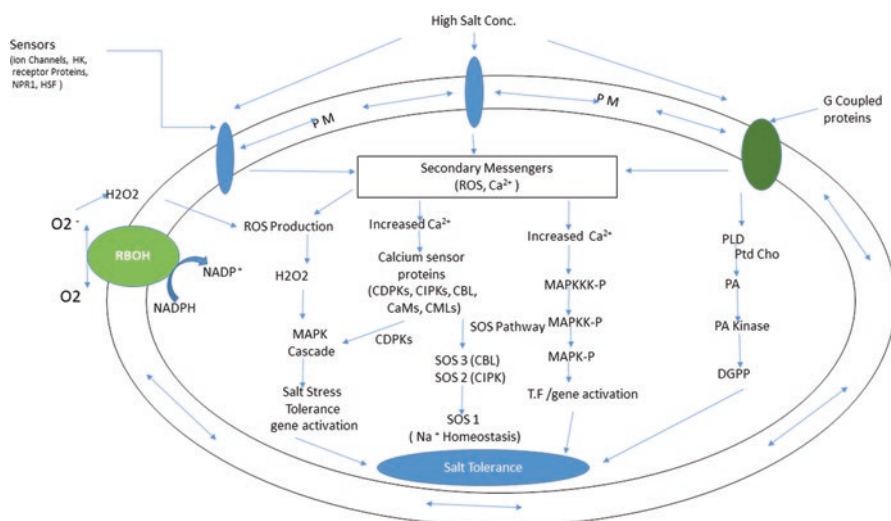 High Salt Conc.
Sensors
(ion Channels, HK,
receptor Proteins,
NPR1, HSF )
P M
P M
G Coupled
proteins
Secondary Messengers
(ROS, Ca²⁺ )
H2O2
O2 -
RBOH
O2
NADP⁺
NADPH
ROS Production
H2O2
MAPK
Cascade
Salt Stress
Tolerance
gene activation
Increased Ca²⁺
Calcium sensor
proteins
(CDPKs, CIPKs, CBL,
CaMs, CMLs)
CDPKs
SOS Pathway
SOS 3 (CBL)
SOS 2 (CIPK)
SOS 1
( Na ⁺ Homeostasis)
Increased Ca²⁺
MAPKKK-P
MAPKK-P
MAPK-P
T.F /gene activation
PLD
Ptd Cho
PA
PA Kinase
DGPP
Salt Tolerance